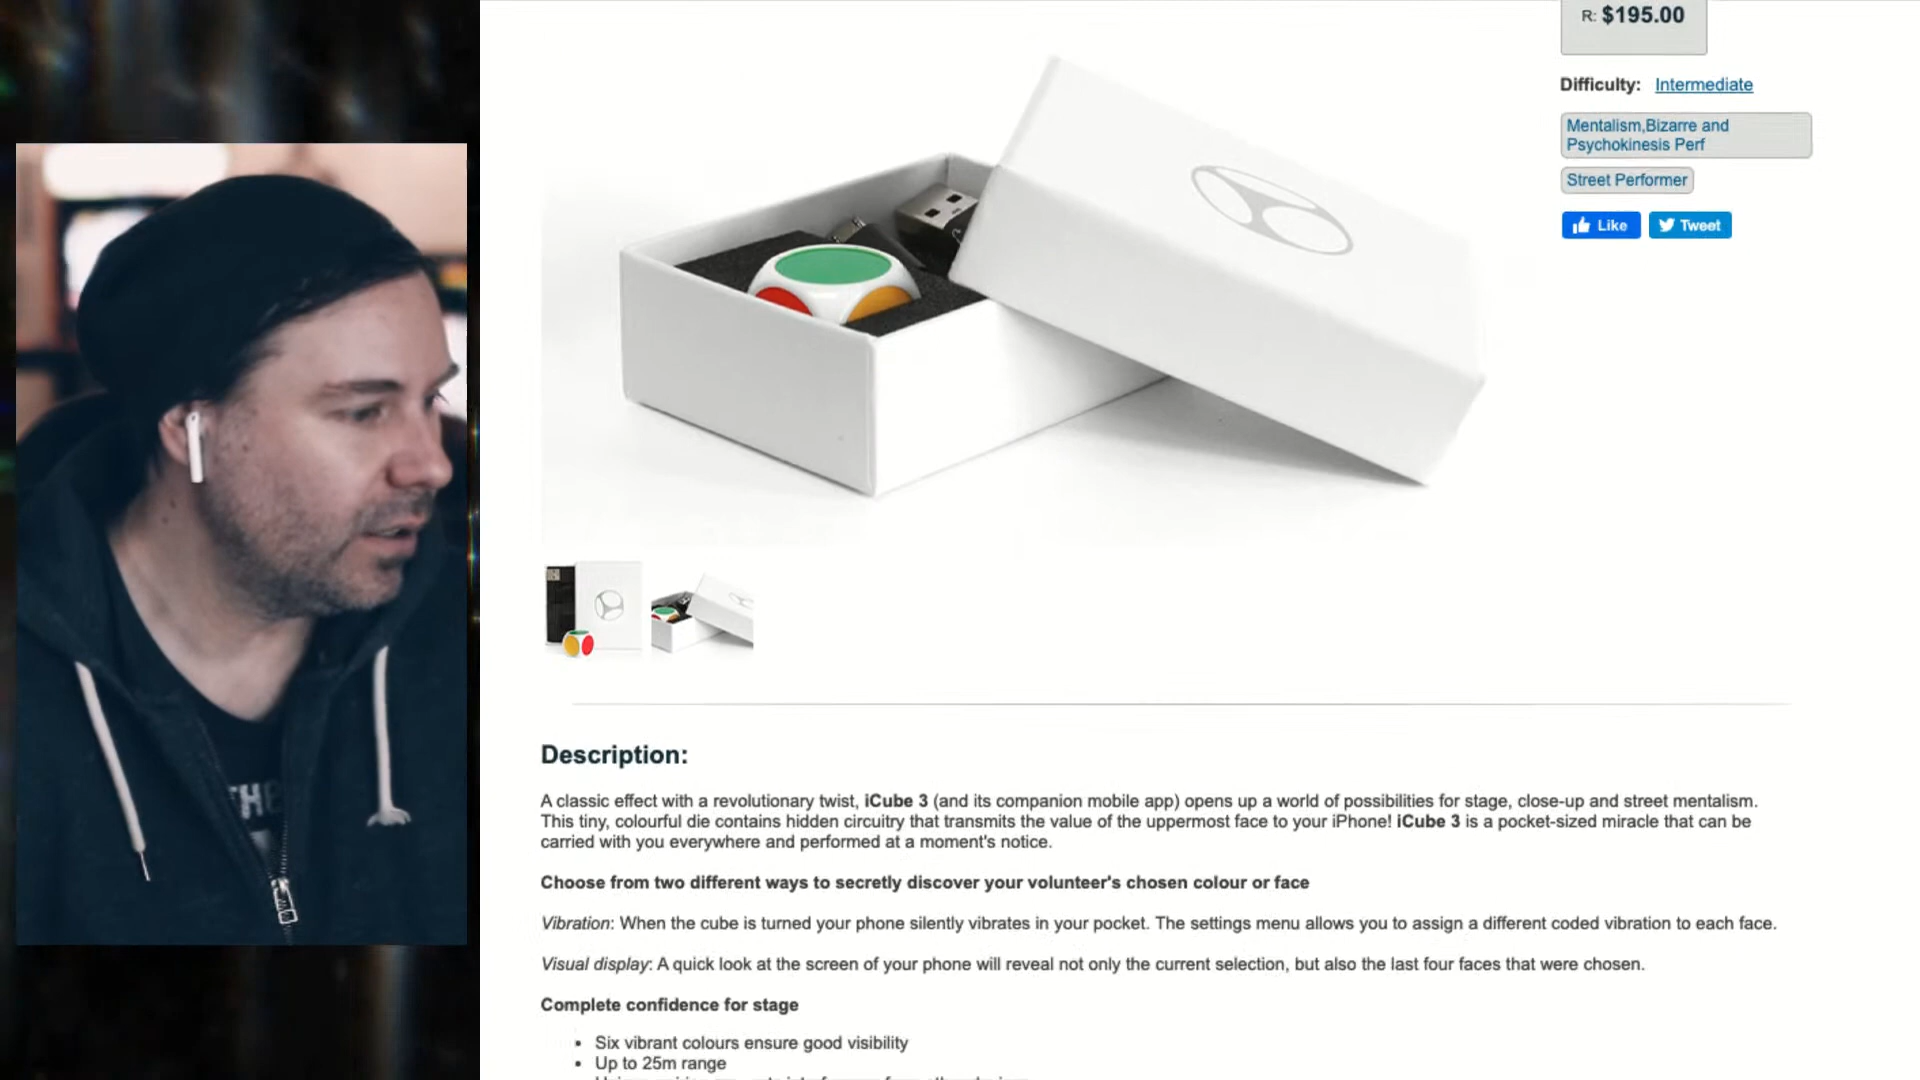 R: $195.00
Difficulty: Intermediate
Mentalism,Bizarre and
Psychokinesis Perf
Street Performer
Like
Tweet
THE
Description:
A classic effect with a revolutionary twist, iCube 3 (and its companion mobile app) opens up a world of possibilities for stage, close-up and street mentalism.
This tiny, colourful die contains hidden circuitry that transmits the value of the uppermost face to your iPhone! iCube 3 is a pocket-sized miracle that can be
carried with you everywhere and performed at a moment's notice.
Choose from two different ways to secretly discover your volunteer's chosen colour or face
Vibration: When the cube is turned your phone silently vibrates in your pocket. The settings menu allows you to assign a different coded vibration to each face.
Visual display: A quick look at the screen of your phone will reveal not only the current selection, but also the last four faces that were chosen.
Complete confidence for stage
• Six vibrant colours ensure good visibility
• Up to 25m range